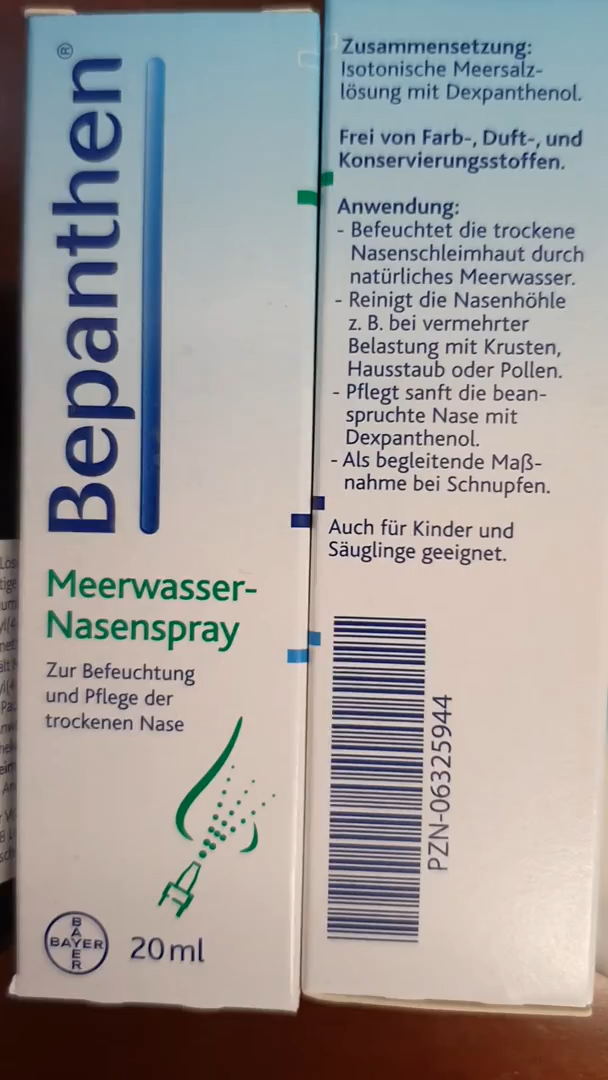 Bepanthen®
Meerwasser-
Nasenspray
Zur Befeuchtung
und Pflege der
trockenen Nase
BAYER
BAYER
20 ml
Zusammensetzung:
Isotonische Meersalz-
lösung mit Dexpanthenol.
Frei von Farb-, Duft-, und
Konservierungsstoffen.
Anwendung:
- Befeuchtet die trockene
Nasenschleimhaut durch
natürliches Meerwasser.
- Reinigt die Nasenhöhle
z. B. bei vermehrter
Belastung mit Krusten,
Hausstaub oder Pollen.
- Pflegt sanft die bean-
spruchte Nase mit
Dexpanthenol.
- Als begleitende Maß-
nahme bei Schnupfen.
Auch für Kinder und
Säuglinge geeignet.
PZN-06325944